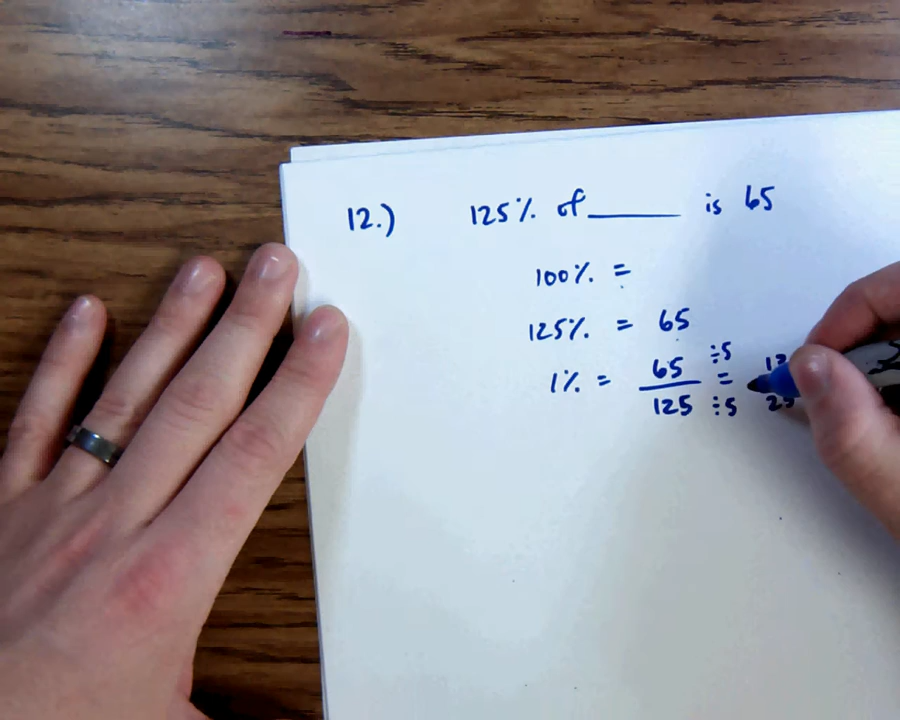 12.) 125% of ______ is 65
100% =
125% = 65
1% = 65/125 ÷5/÷5 =